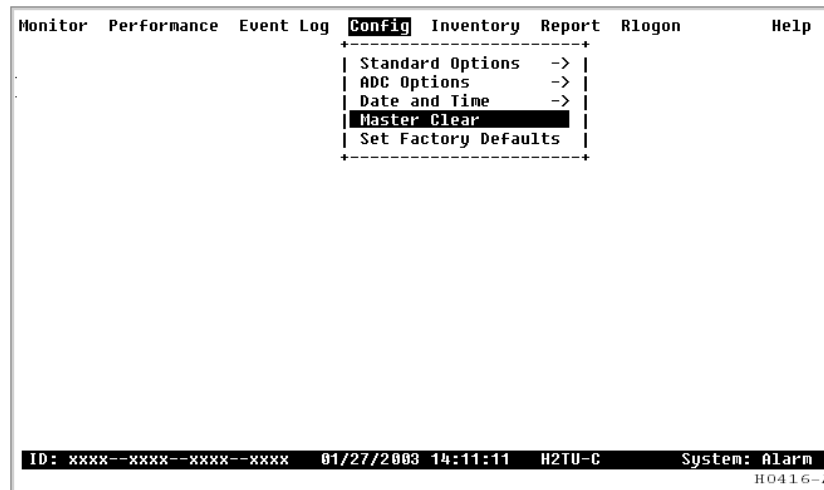 Monitor Performance Event Log Config Inventory Report Rlogon Help
Standard Options ->
ADC Options ->
Date and Time ->
Master Clear
Set Factory Defaults
ID: xxxx--xxxx--xxxx--xxxx 01/27/2003 14:11:11 H2TU-C System: Alarm
H0416-